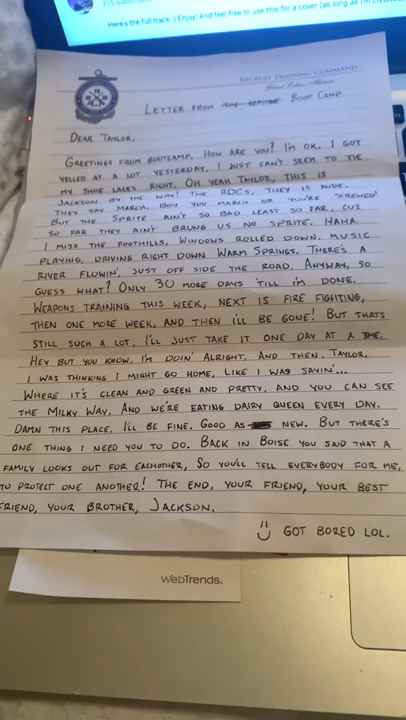 215 subscribers
Here's the full track :) Enjoy! And feel free to use this for a cover (as long as I'm
RECRUIT TRAINING COMMAND
Great Lakes, Illinois
LETTER FROM THE REFUGE BOOT CAMP
DEAR TAYLOR,
GREETINGS FROM BOOTCAMP. HOW ARE YOU? I'M OK. I GOT
YELLED AT A LOT YESTERDAY, I JUST CAN'T SEEM TO TIE
MY SHOE LACES RIGHT. OH YEAH TAYLOR, THIS IS
JACKSON BY THE WAY! THE RDCS, THEY IS RUDE.
THEY SAY MARCH, BOY YOU MARCH OR YOU'RE SCREWED!
BUT THE SPRITE AIN'T SO BAD LEAST SO FAR, CUZ
SO FAR THEY AIN'T BRUNG US NO SPRITE. HAHA.
I MISS THE FOOTHILLS, WINDOWS ROLLED DOWN. MUSIC
PLAYING, DRIVING RIGHT DOWN WARM SPRINGS. THERE'S A
RIVER FLOWIN', JUST OFF SIDE THE ROAD. ANYWAY, SO
GUESS WHAT? ONLY 30 MORE DAYS 'TILL I'M DONE.
WEAPONS TRAINING THIS WEEK, NEXT IS FIRE FIGHTING,
THEN ONE MORE WEEK, AND THEN I'LL BE GONE! BUT THATS
STILL SUCH A LOT, I'LL JUST TAKE IT ONE DAY AT A TIME.
HEY BUT YOU KNOW, I'M DOIN' ALRIGHT. AND THEN, TAYLOR,
I WAS THINKING I MIGHT GO HOME, LIKE I WAS SAYIN'...
WHERE IT'S CLEAN AND GREEN AND PRETTY, AND YOU CAN SEE
THE MILKY WAY, AND WE'RE EATING DAIRY QUEEN EVERY DAY.
DAMN THIS PLACE. I'LL BE FINE. GOOD AS NEW. BUT THERE'S
ONE THING I NEED YOU TO DO. BACK IN BOISE YOU SAID THAT A
FAMILY LOOKS OUT FOR EACHOTHER, SO YOU'LL TELL EVERYBODY FOR ME,
TO PROTECT ONE ANOTHER! THE END, YOUR FRIEND, YOUR BEST
FRIEND, YOUR BROTHER, JACKSON.
GOT BORED LOL.
WebTrends.